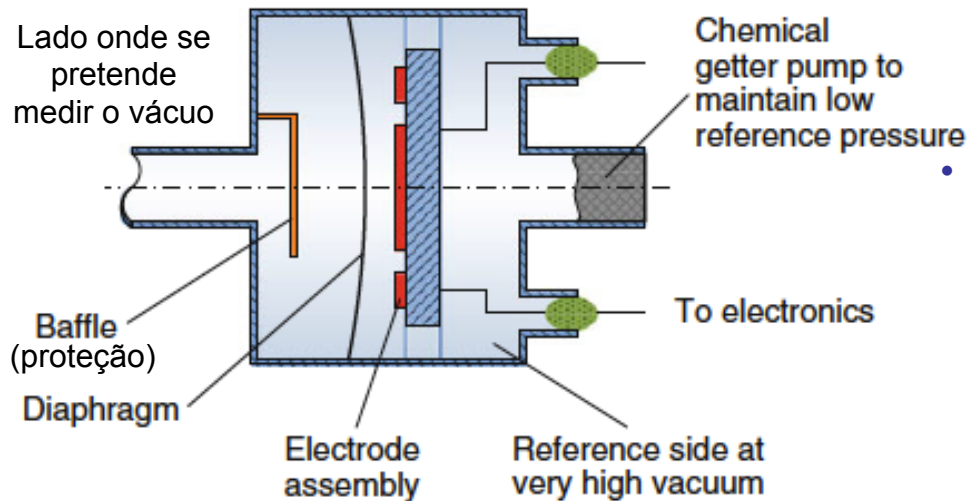 Lado onde se
pretende
medir o vácuo
Chemical
getter pump to
maintain low
reference pressure
Baffle
(proteção)
Diaphragm
Electrode
assembly
Reference side at
very high vacuum
To electronics